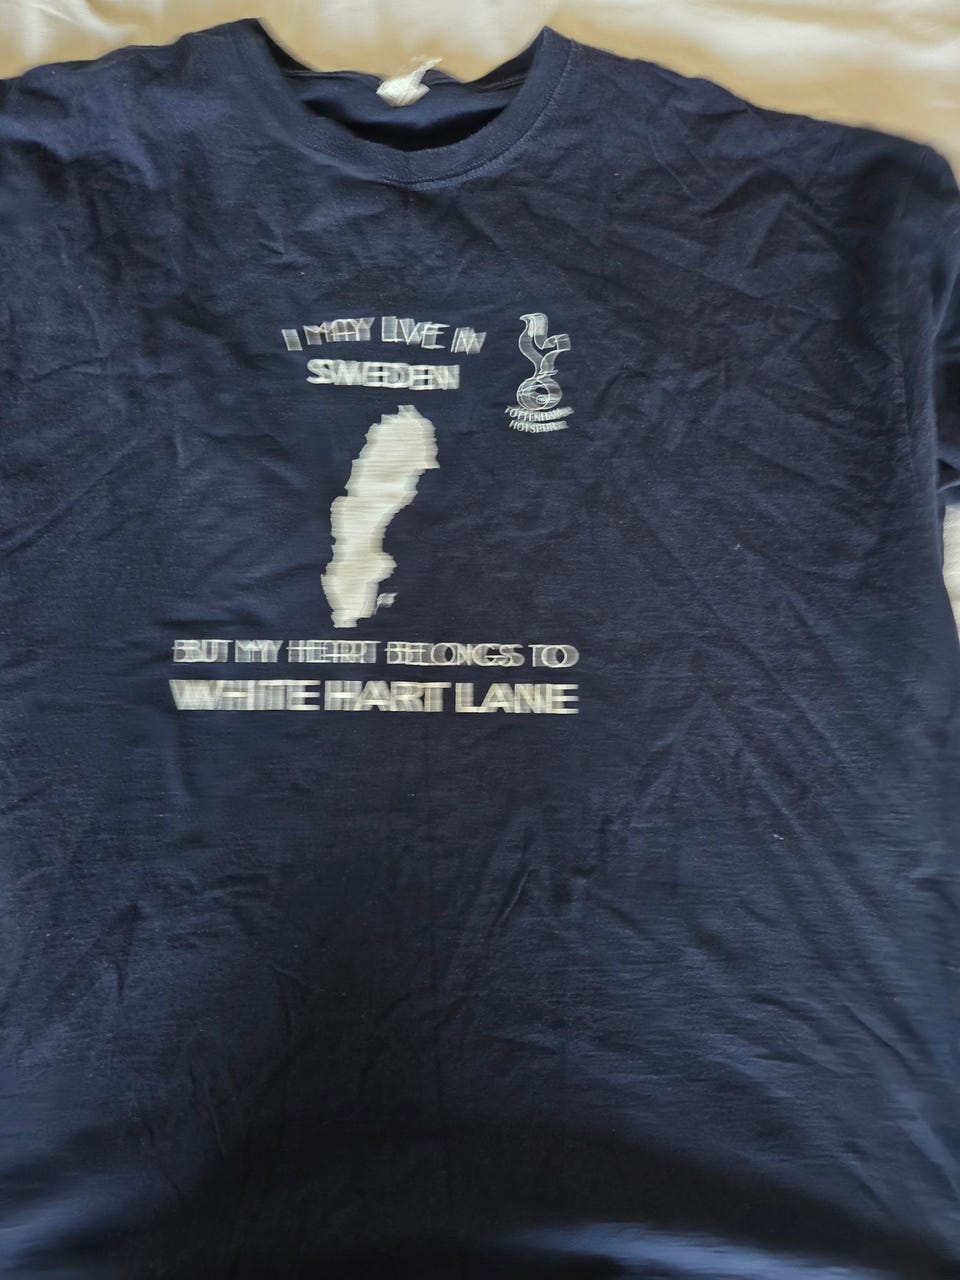 I MAY LIVE IN
SWEDEN
TOTTENHAM
HOTSPUR
BUT MY HEART BELONGS TO
WHITE HART LANE